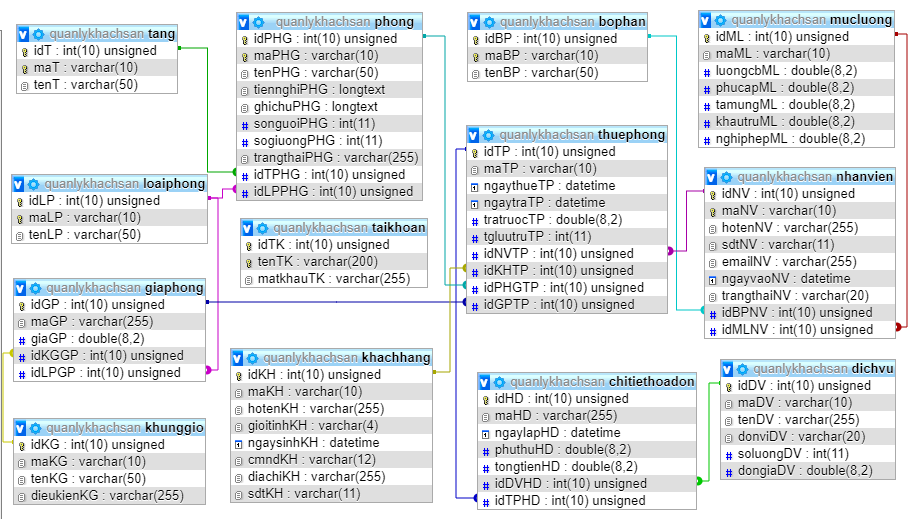 quanlykhachsan tang
idT : int(10) unsigned
maT : varchar(10)
tenT : varchar(50)
quanlykhachsan phong
idPHG : int(10) unsigned
maPHG : varchar(10)
tenPHG : varchar(50)
tiennghiPHG : longtext
ghichuPHG : longtext
songuoiPHG : int(11)
sogiuongPHG : int(11)
trangthaiPHG : varchar(255)
idTPHG : int(10) unsigned
idLPPHG : int(10) unsigned
quanlykhachsan bophan
idBP : int(10) unsigned
maBP : varchar(10)
tenBP : varchar(50)
quanlykhachsan mucluong
idML : int(10) unsigned
maML : varchar(10)
luongcbML : double(8,2)
phucapML : double(8,2)
tamungML : double(8,2)
khautruML : double(8,2)
nghiphepML : double(8,2)
quanlykhachsan thuephong
idTP : int(10) unsigned
maTP : varchar(10)
ngaythueTP : datetime
ngaytraTP : datetime
tratruocTP : double(8,2)
tgluutruTP : int(11)
idNVTP : int(10) unsigned
idKHTP : int(10) unsigned
idPHGTP : int(10) unsigned
idGPTP : int(10) unsigned
quanlykhachsan nhanvien
idNV : int(10) unsigned
maNV : varchar(10)
hotenNV : varchar(255)
sdtNV : varchar(11)
emailNV : varchar(255)
ngayvaoNV : datetime
trangthaiNV : varchar(20)
idBPNV : int(10) unsigned
idMLNV : int(10) unsigned
quanlykhachsan loaiphong
idLP : int(10) unsigned
maLP : varchar(10)
tenLP : varchar(50)
quanlykhachsan taikhoan
idTK : int(10) unsigned
tenTK : varchar(200)
matkhauTK : varchar(255)
quanlykhachsan giaphong
idGP : int(10) unsigned
maGP : varchar(255)
giaGP : double(8,2)
idKGGP : int(10) unsigned
idLPGP : int(10) unsigned
quanlykhachsan khachhang
idKH : int(10) unsigned
maKH : varchar(10)
hotenKH : varchar(255)
gioitinhKH : varchar(4)
ngaysinhKH : datetime
cmndKH : varchar(12)
diachiKH : varchar(255)
sdtKH : varchar(11)
quanlykhachsan chitiethoadon
idHD : int(10) unsigned
maHD : varchar(255)
ngaylapHD : datetime
phuthuHD : double(8,2)
tongtienHD : double(8,2)
idDVHD : int(10) unsigned
idTPHD : int(10) unsigned
quanlykhachsan dichvu
idDV : int(10) unsigned
maDV : varchar(10)
tenDV : varchar(255)
donviDV : varchar(20)
soluongDV : int(11)
dongiaDV : double(8,2)
quanlykhachsan khunggio
idKG : int(10) unsigned
maKG : varchar(10)
tenKG : varchar(50)
dieukienKG : varchar(255)